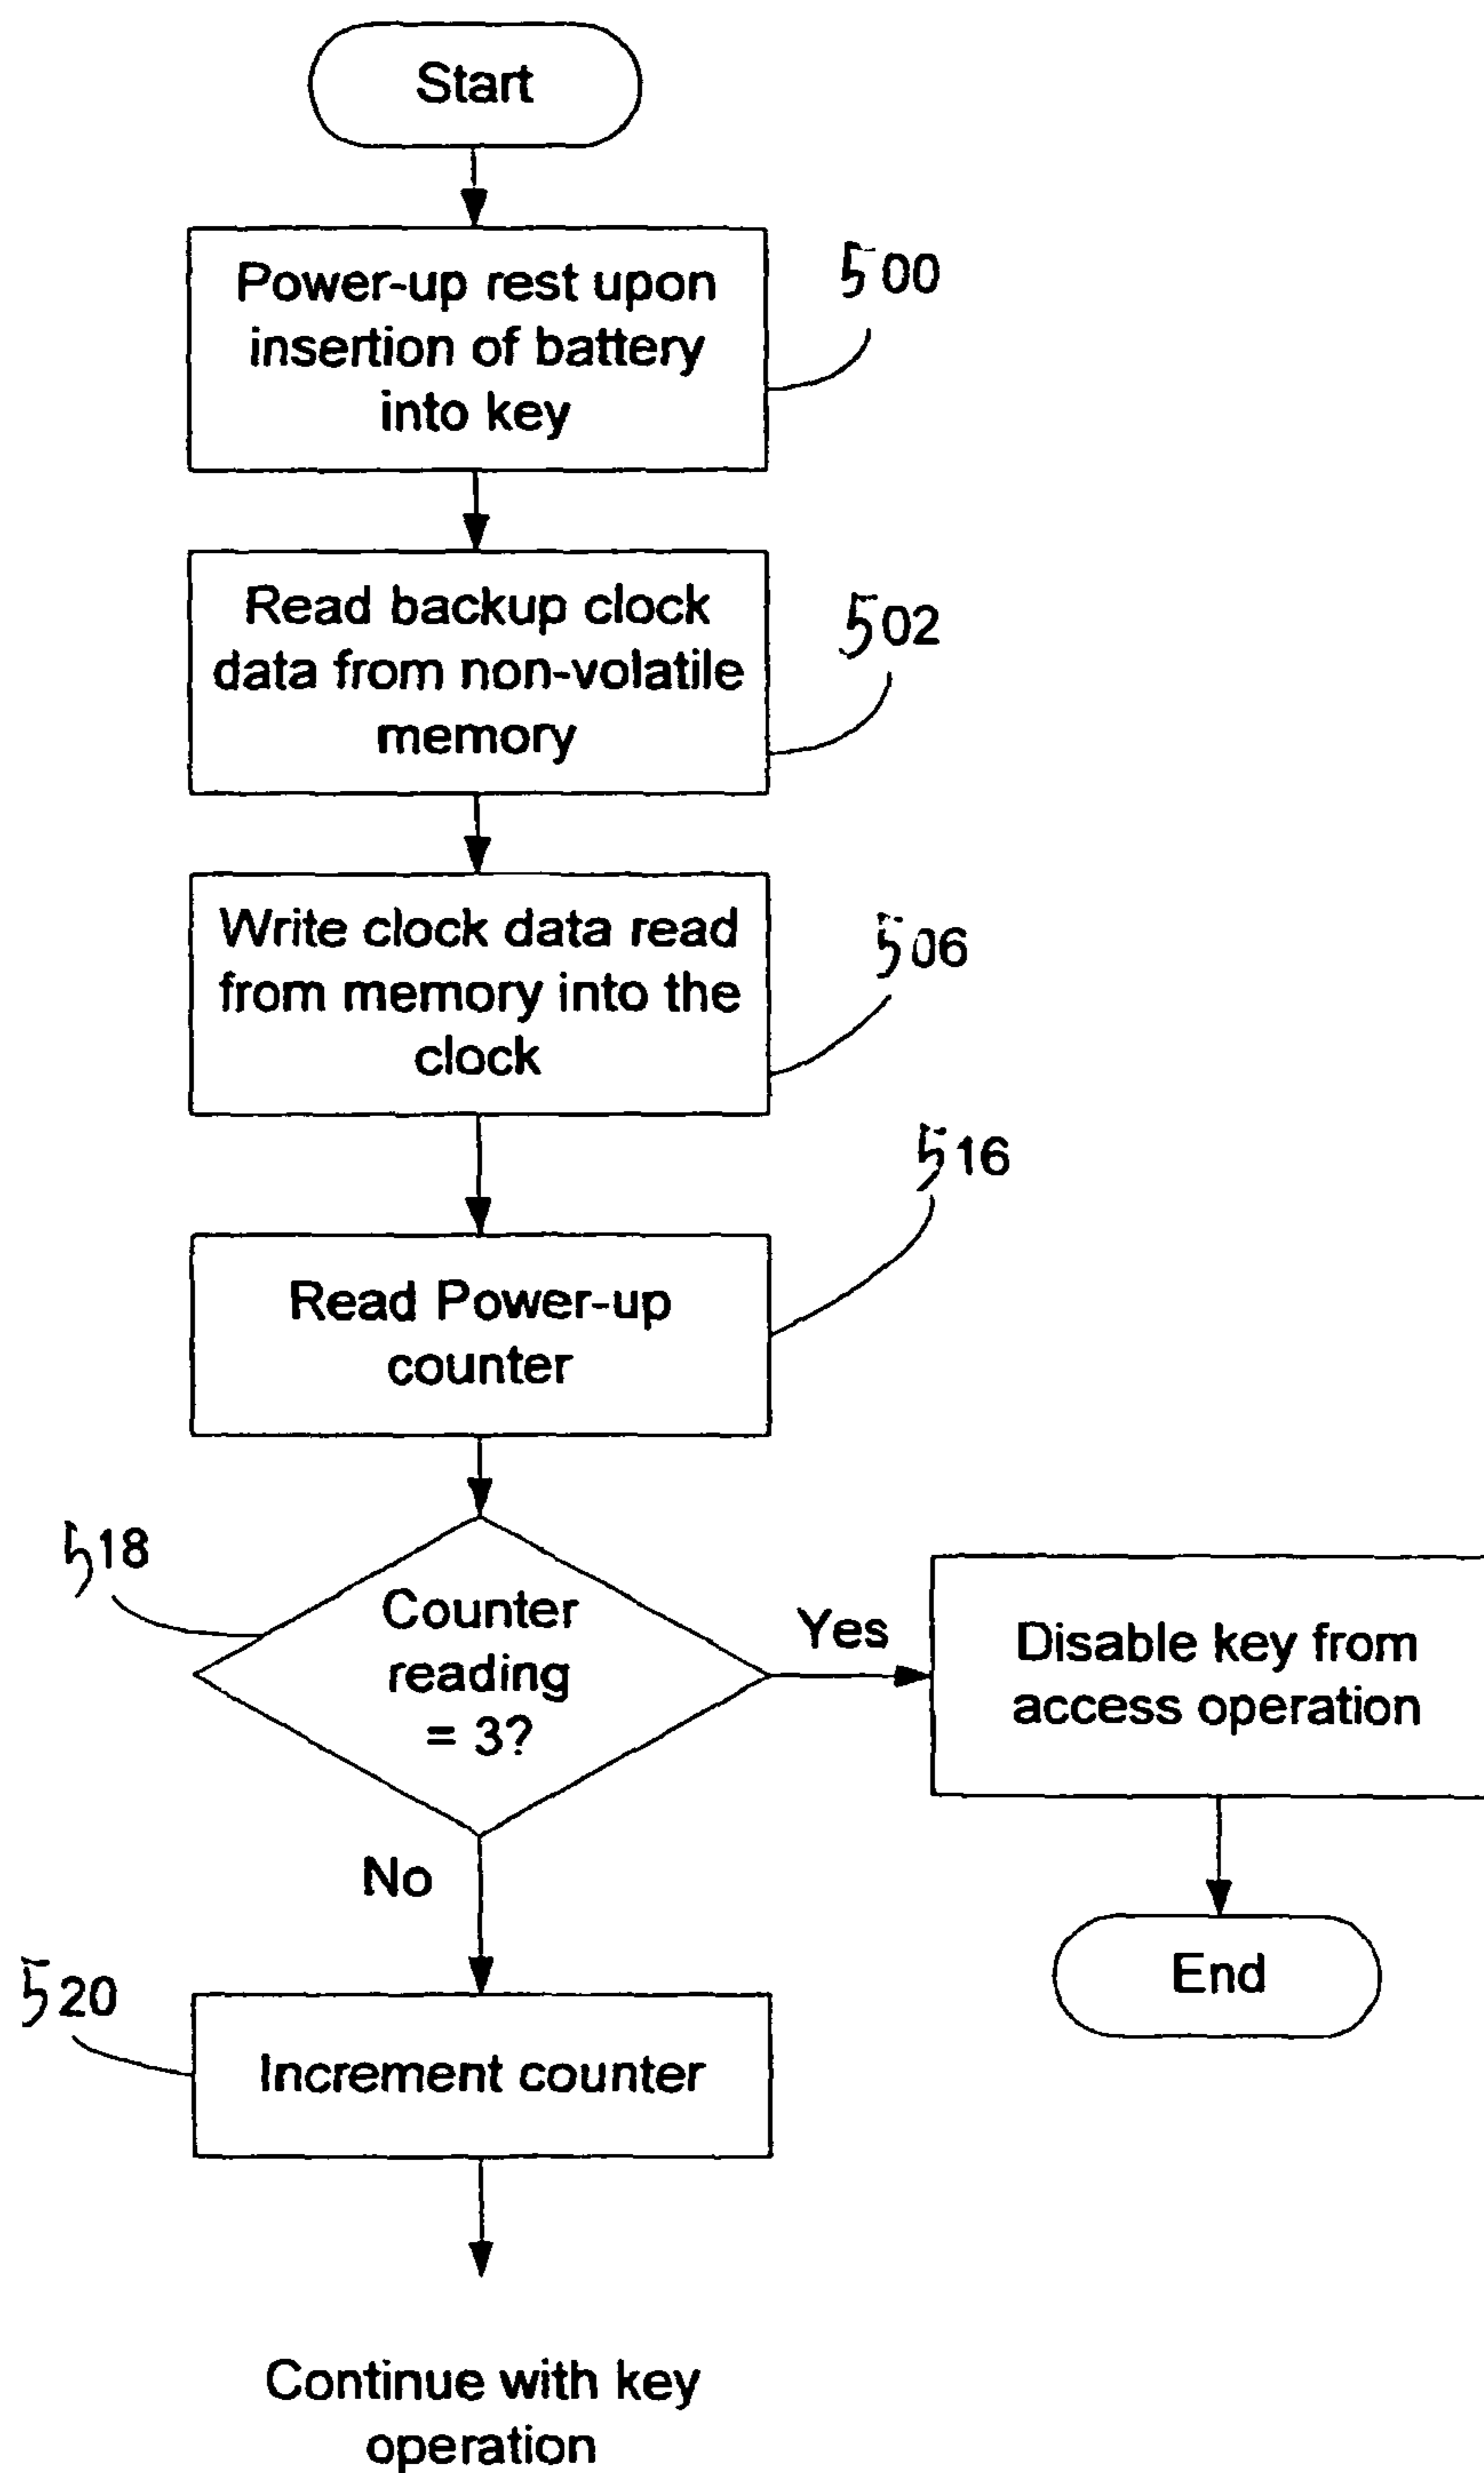 Start
Power-up rest upon
insertion of battery
into key
500
Read backup clock
data from non-volatile
memory
502
Write clock data read
from memory into the
clock
506
Read Power-up
counter
516
518
Counter
reading
= 3?
Yes
Disable key from
access operation
No
End
520
Increment counter
Continue with key
operation